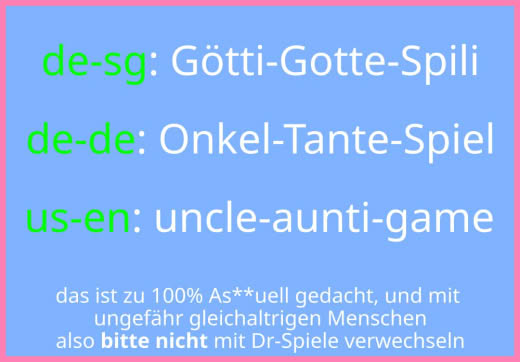 de-sg: Götti-Gotte-Spili
de-de: Onkel-Tante-Spiel
us-en: uncle-aunti-game
das ist zu 100% As**uell gedacht, und mit
ungefähr gleichaltrigen Menschen
also bitte nicht mit Dr-Spiele verwechseln